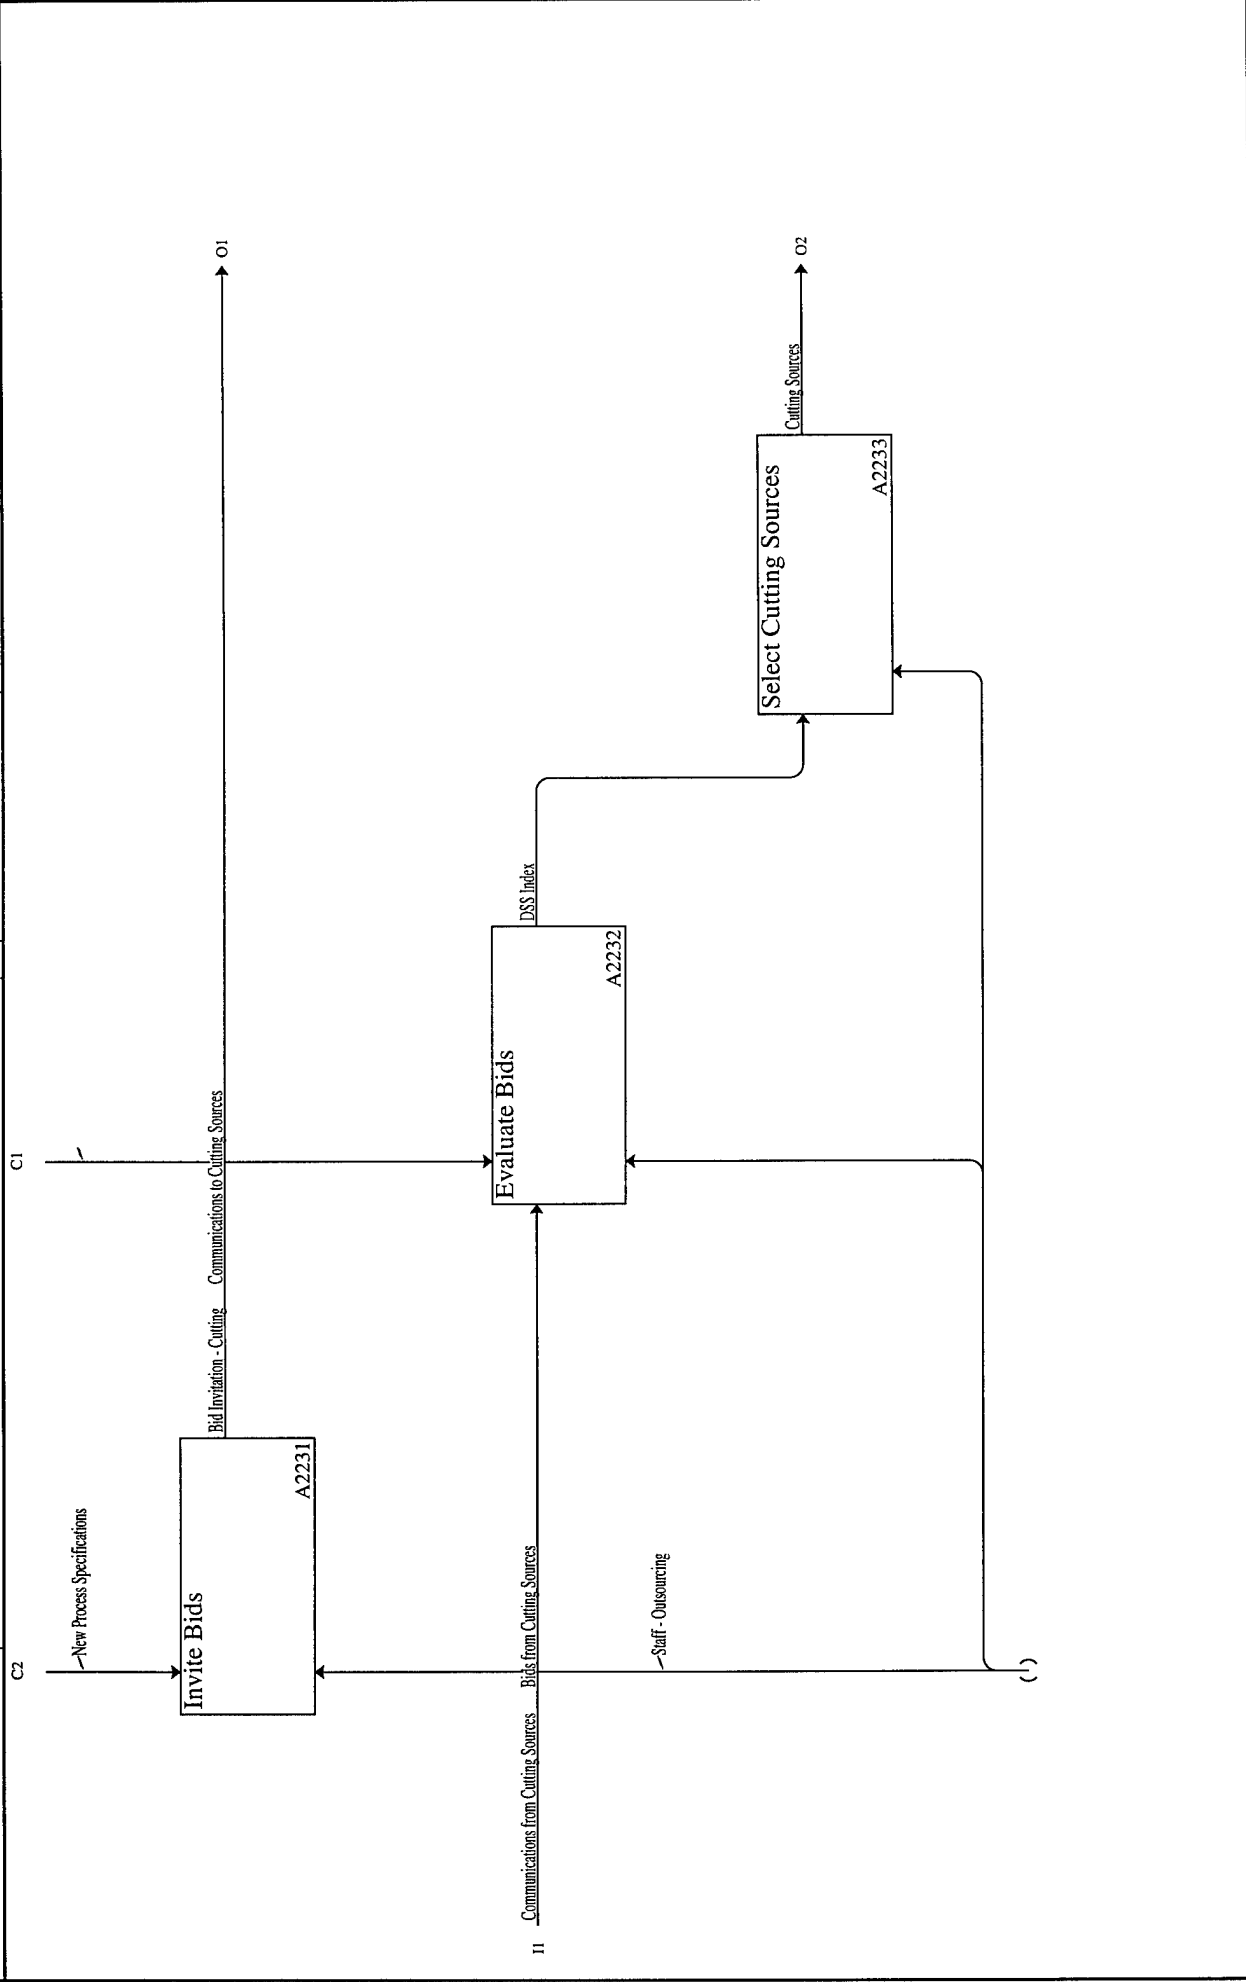 C2
C1
New Process Specifications
Invite Bids
A2231
Bid Invitation - Cutting
Communications to Cutting Sources
O1
I1
Communications from Cutting Sources
Bids from Cutting Sources
Evaluate Bids
A2232
DSS Index
Staff - Outsourcing
Select Cutting Sources
A2233
Cutting Sources
O2